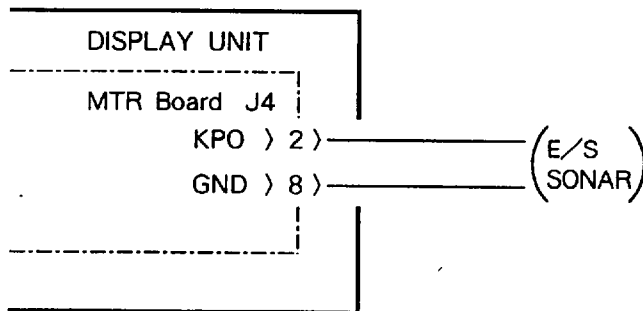 DISPLAY UNIT
MTR Board J4
KPO 〉 2 〉
GND 〉 8 〉
(E/S
SONAR)